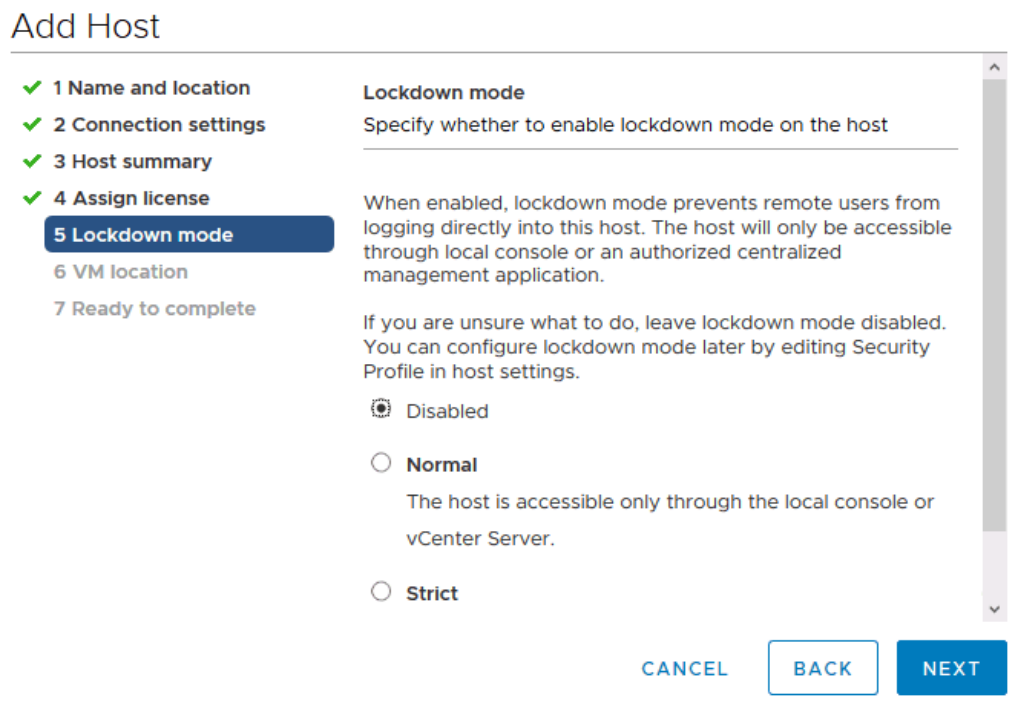 Add Host
1 Name and location
2 Connection settings
3 Host summary
4 Assign license
5 Lockdown mode
6 VM location
7 Ready to complete
Lockdown mode
Specify whether to enable lockdown mode on the host
When enabled, lockdown mode prevents remote users from
logging directly into this host. The host will only be accessible
through local console or an authorized centralized
management application.
If you are unsure what to do, leave lockdown mode disabled.
You can configure lockdown mode later by editing Security
Profile in host settings.
Disabled
Normal
The host is accessible only through the local console or
vCenter Server.
Strict
CANCEL
BACK
NEXT